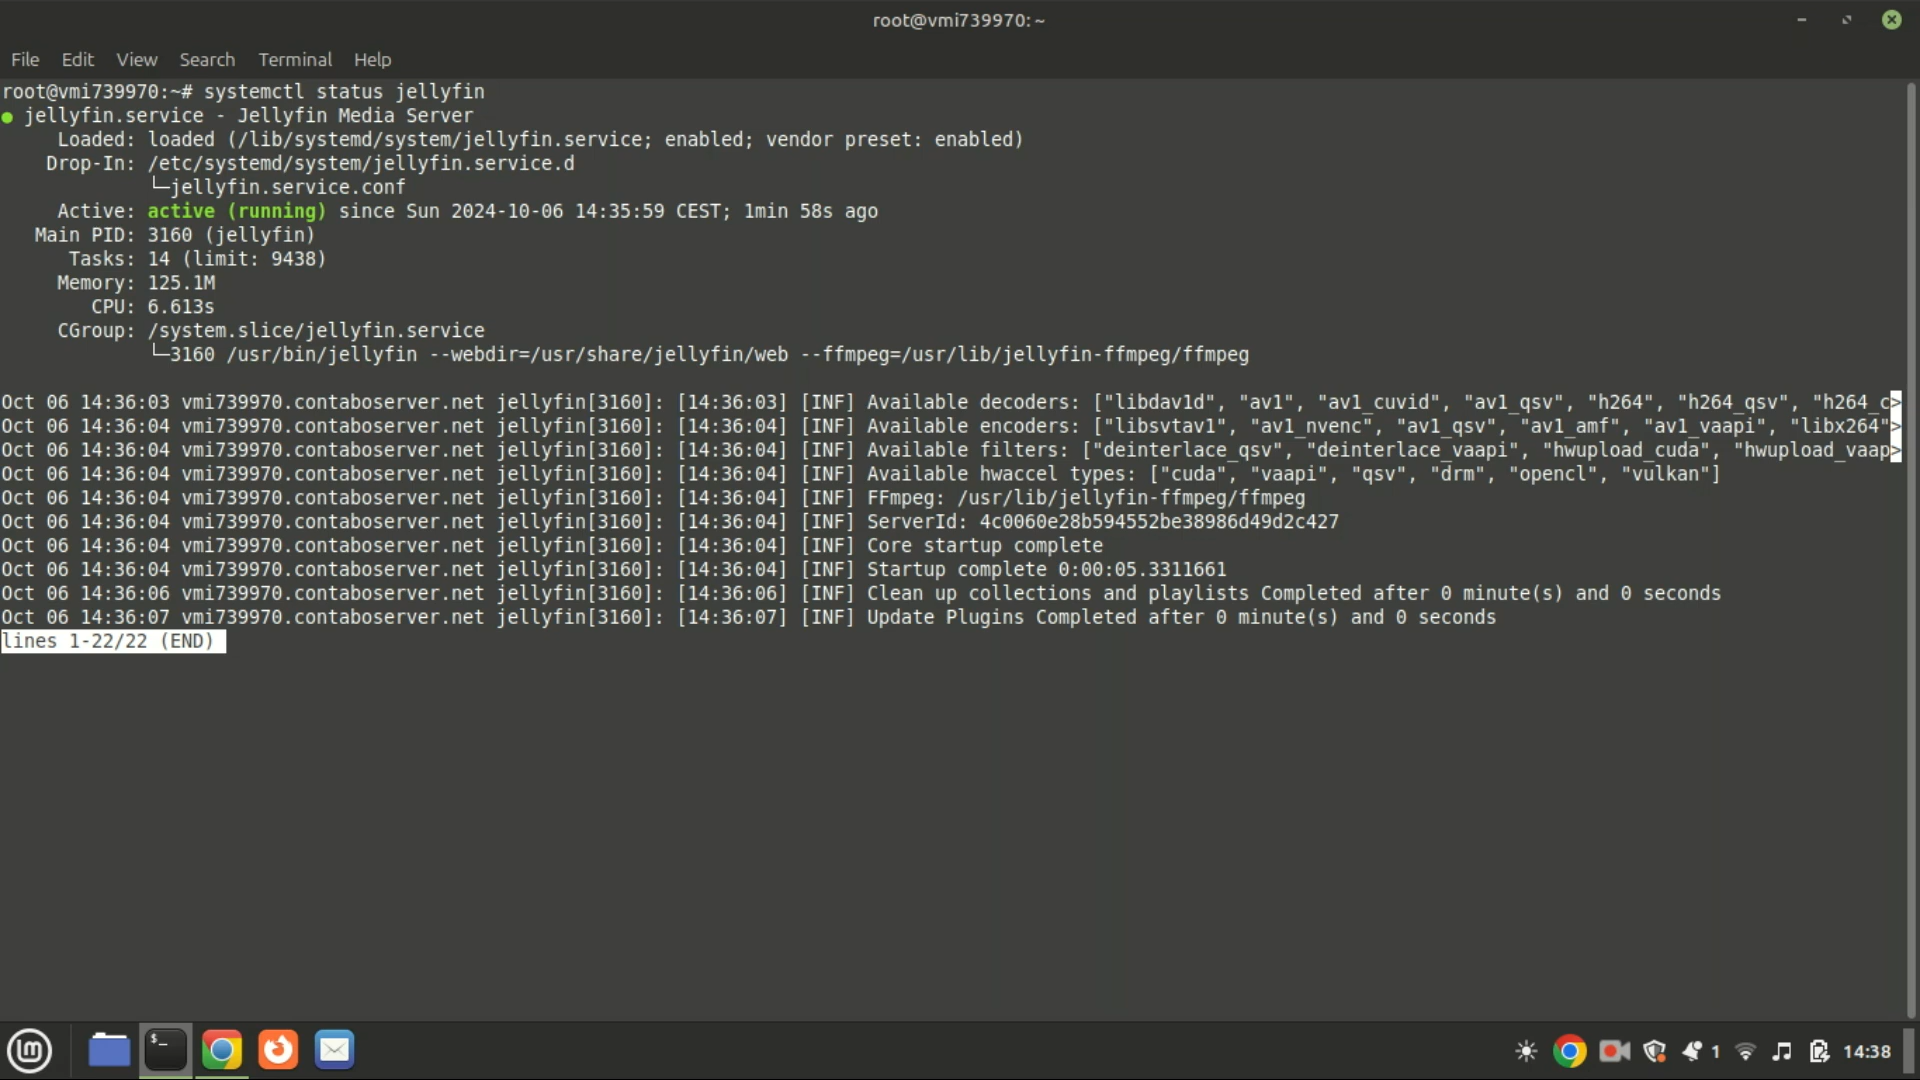 root@vmi739970:~
File Edit View Search Terminal Help
root@vmi739970:~# systemctl status jellyfin
● jellyfin.service - Jellyfin Media Server
     Loaded: loaded (/lib/systemd/system/jellyfin.service; enabled; vendor preset: enabled)
    Drop-In: /etc/systemd/system/jellyfin.service.d
             └─jellyfin.service.conf
     Active: active (running) since Sun 2024-10-06 14:35:59 CEST; 1min 58s ago
   Main PID: 3160 (jellyfin)
      Tasks: 14 (limit: 9438)
     Memory: 125.1M
        CPU: 6.613s
     CGroup: /system.slice/jellyfin.service
             └─3160 /usr/bin/jellyfin --webdir=/usr/share/jellyfin/web --ffmpeg=/usr/lib/jellyfin-ffmpeg/ffmpeg
Oct 06 14:36:03 vmi739970.contaboserver.net jellyfin[3160]: [14:36:03] [INF] Available decoders: ["libdav1d", "av1", "av1_cuvid", "av1_qsv", "h264", "h264_qsv", "h264_c>
Oct 06 14:36:04 vmi739970.contaboserver.net jellyfin[3160]: [14:36:04] [INF] Available encoders: ["libsvtav1", "av1_nvenc", "av1_qsv", "av1_amf", "av1_vaapi", "libx264">
Oct 06 14:36:04 vmi739970.contaboserver.net jellyfin[3160]: [14:36:04] [INF] Available filters: ["deinterlace_qsv", "deinterlace_vaapi", "hwupload_cuda", "hwupload_vaap>
Oct 06 14:36:04 vmi739970.contaboserver.net jellyfin[3160]: [14:36:04] [INF] Available hwaccel types: ["cuda", "vaapi", "qsv", "drm", "opencl", "vulkan"]
Oct 06 14:36:04 vmi739970.contaboserver.net jellyfin[3160]: [14:36:04] [INF] FFmpeg: /usr/lib/jellyfin-ffmpeg/ffmpeg
Oct 06 14:36:04 vmi739970.contaboserver.net jellyfin[3160]: [14:36:04] [INF] ServerId: 4c0060e28b594552be38986d49d2c427
Oct 06 14:36:04 vmi739970.contaboserver.net jellyfin[3160]: [14:36:04] [INF] Core startup complete
Oct 06 14:36:04 vmi739970.contaboserver.net jellyfin[3160]: [14:36:04] [INF] Startup complete 0:00:05.3311661
Oct 06 14:36:06 vmi739970.contaboserver.net jellyfin[3160]: [14:36:06] [INF] Clean up collections and playlists Completed after 0 minute(s) and 0 seconds
Oct 06 14:36:07 vmi739970.contaboserver.net jellyfin[3160]: [14:36:07] [INF] Update Plugins Completed after 0 minute(s) and 0 seconds
lines 1-22/22 (END)
1 14:38